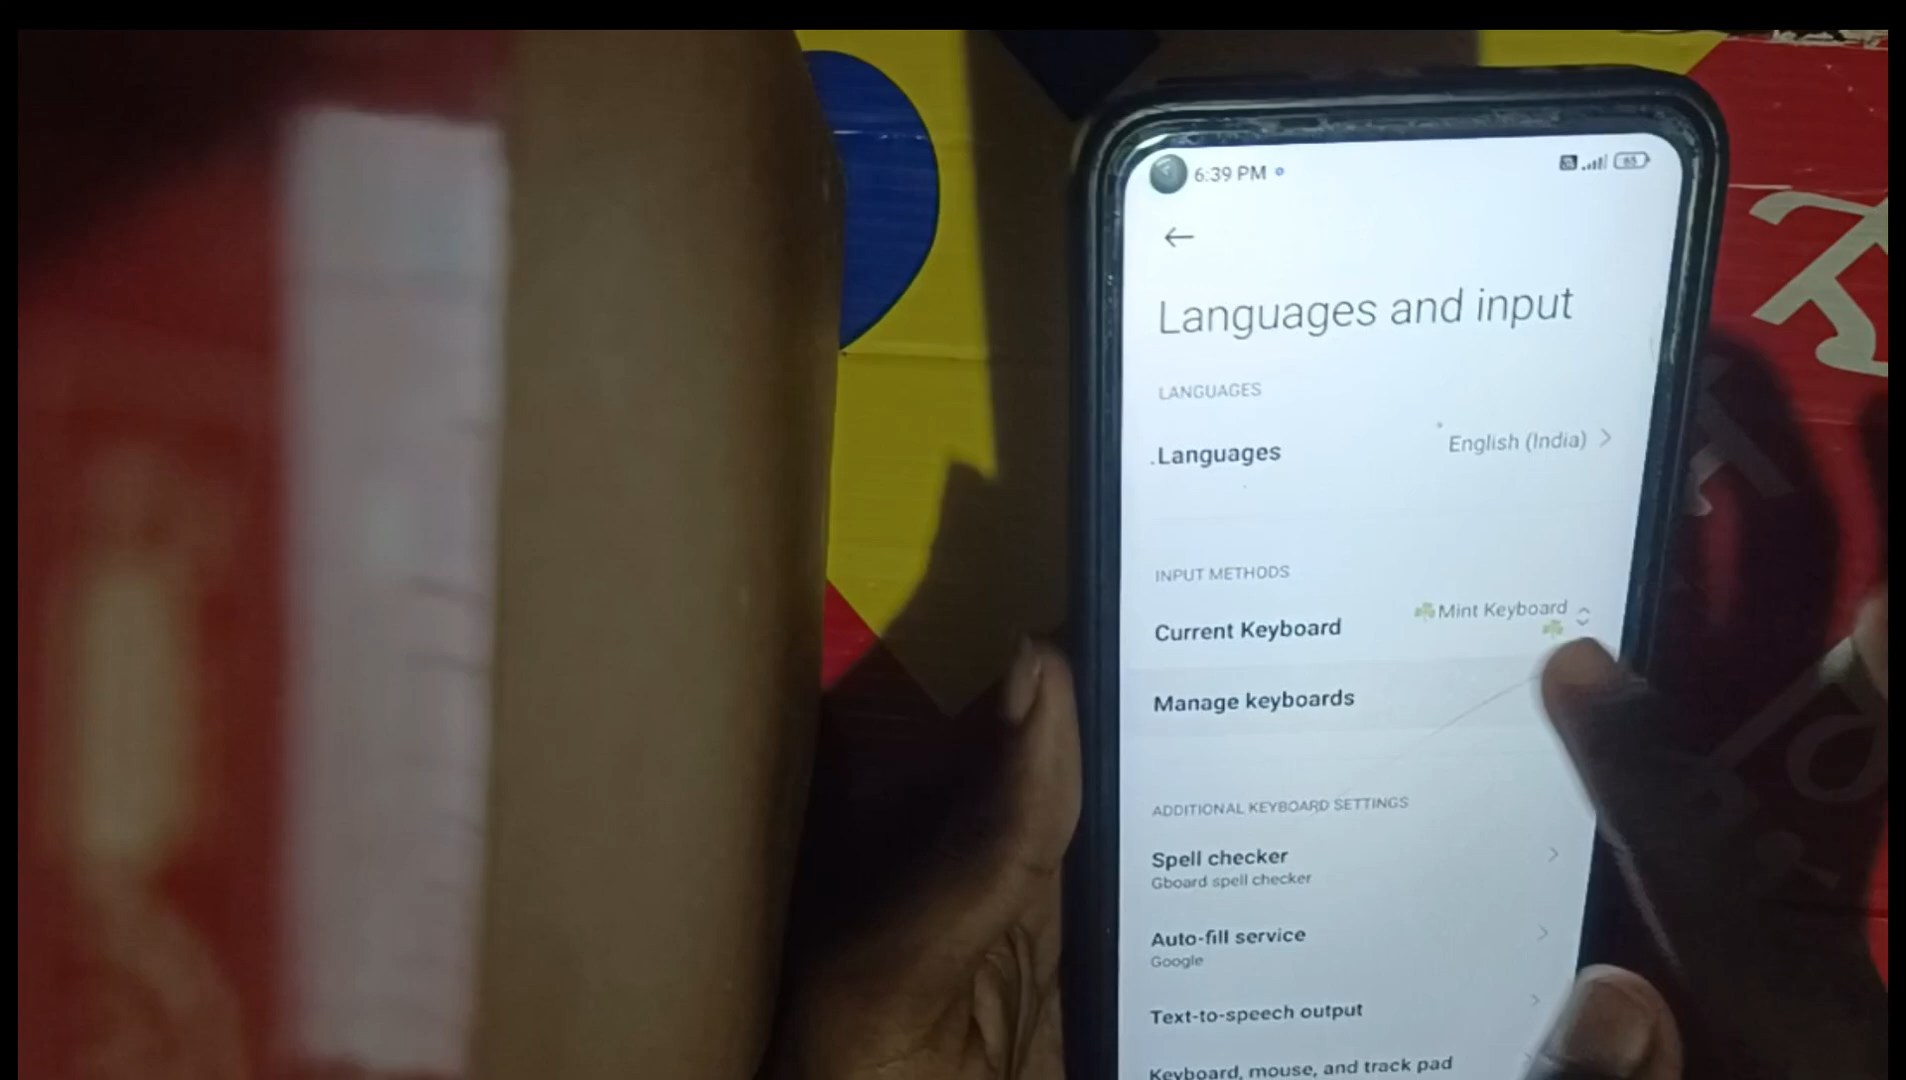 6:39 PM
65
Languages and input
LANGUAGES
Languages
English (India)
INPUT METHODS
Current Keyboard
☘Mint Keyboard
☘
Manage keyboards
ADDITIONAL KEYBOARD SETTINGS
Spell checker
Gboard spell checker
Auto-fill service
Google
Text-to-speech output
Keyboard, mouse, and track pad